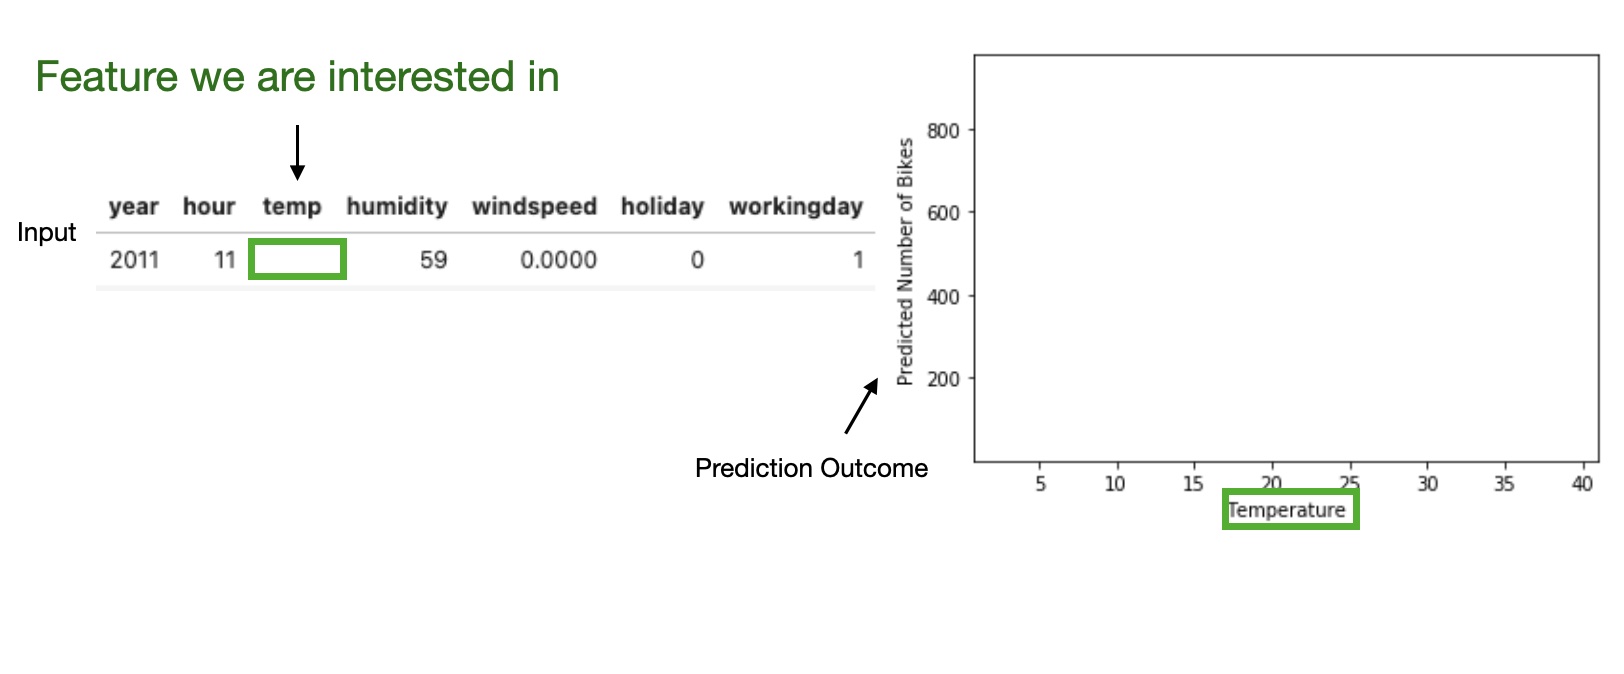 Feature we are interested in
year hour temp humidity windspeed holiday workingday
Input
2011 11 59 0.0000 0 1
Prediction Outcome
Predicted Number of Bikes
800
600
400
200
5 10 15 20 25 30 35 40
Temperature